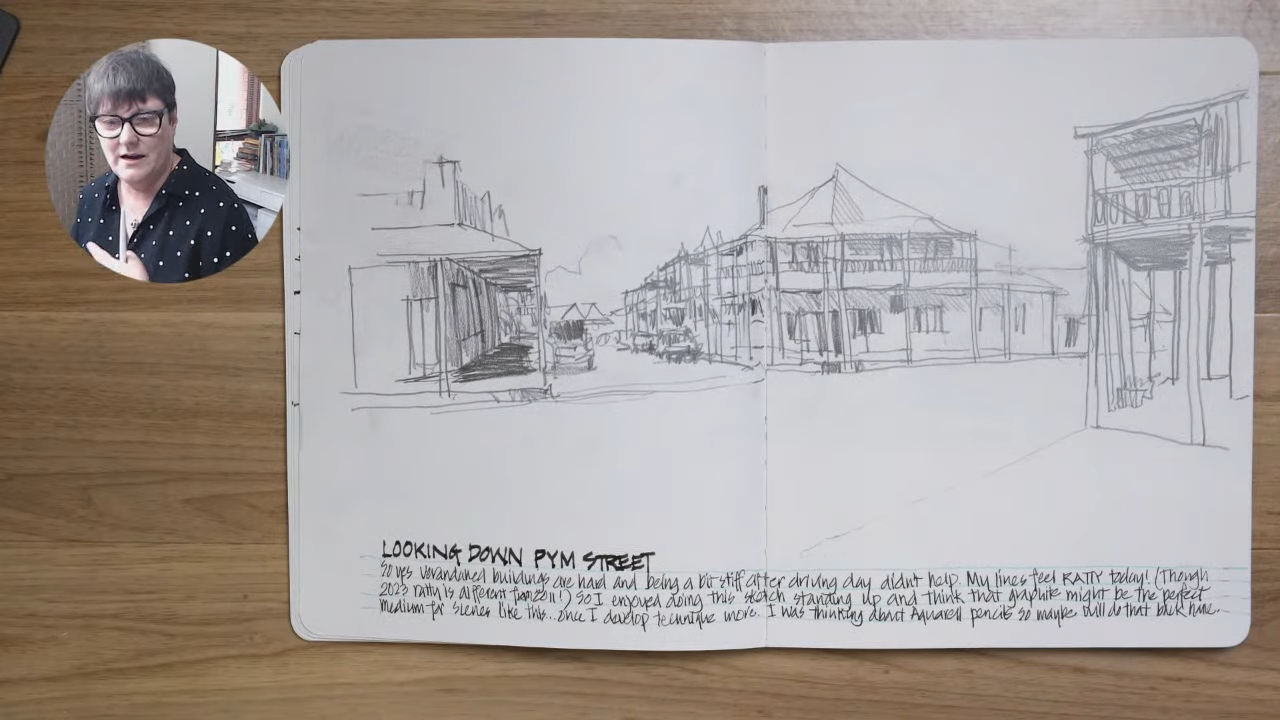 LOOKING DOWN PYM STREET
So yes verandahed buildings are hard and being a bit stiff after driving day didn't help. My lines feel RATTY today! (Though
2023 ratty is different from 2011!) So I enjoyed doing this sketch standing up and think that graphite might be the perfect
medium for scenes like this... once I develop technique more. I was thinking about Aquarell pencils so maybe will do that back home.